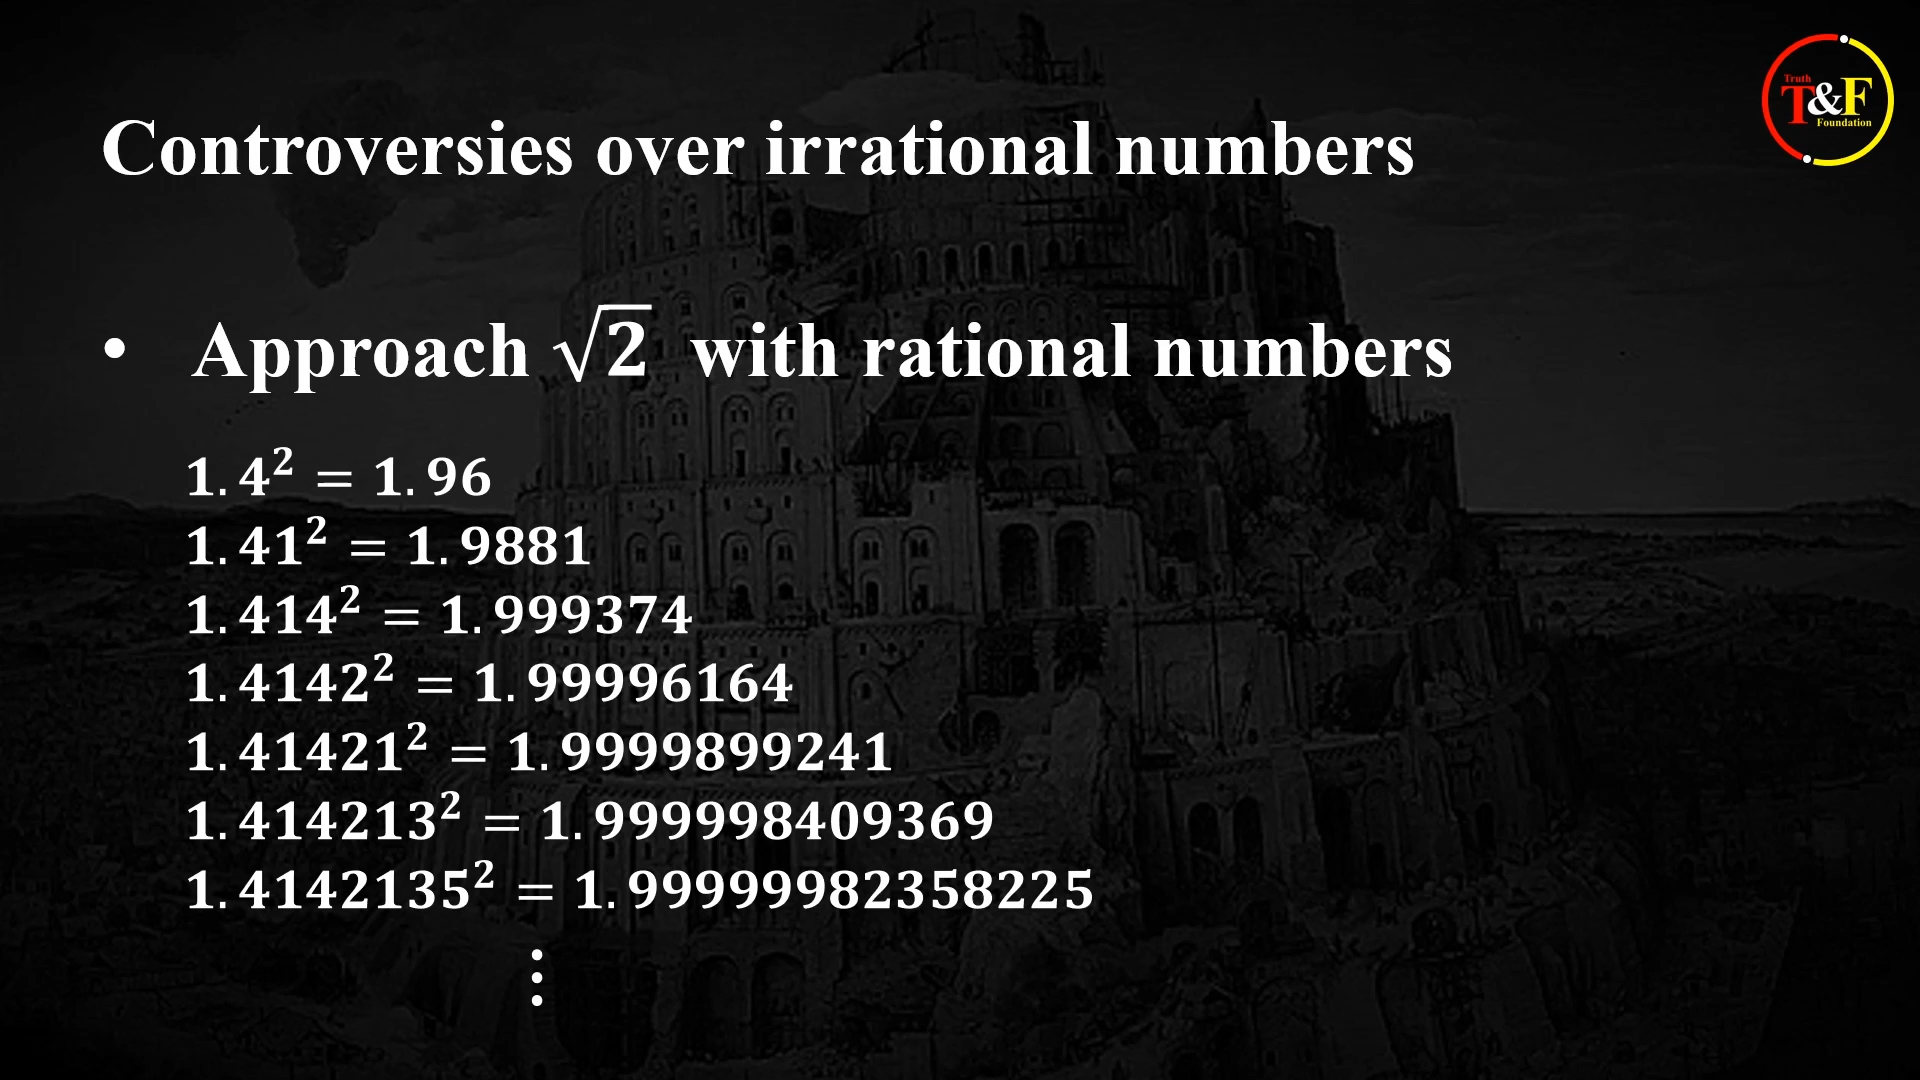 Truth
T&F
Foundation
Controversies over irrational numbers
• Approach √2 with rational numbers
1.4² = 1.96
1.41² = 1.9881
1.414² = 1.999374
1.4142² = 1.99996164
1.41421² = 1.9999899241
1.414213² = 1.999998409369
1.4142135² = 1.99999982358225
⋮